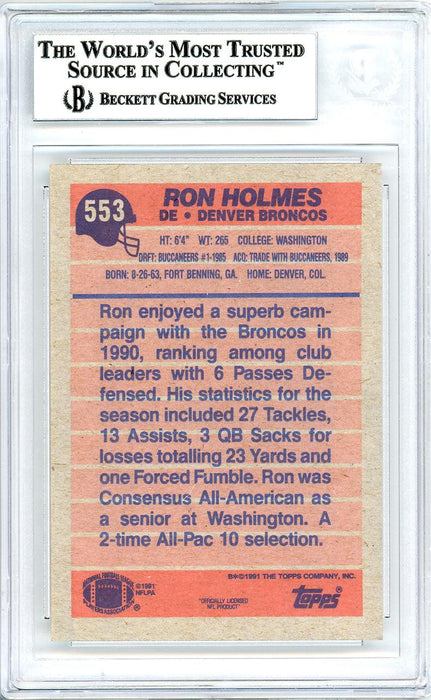 THE WORLD'S MOST TRUSTED
SOURCE IN COLLECTING™
B BECKETT GRADING SERVICES
553
RON HOLMES
DE • DENVER BRONCOS
HT: 6'4" WT: 265 COLLEGE: WASHINGTON
DRFT: BUCCANEERS #1-1985 ACQ: TRADE WITH BUCCANEERS, 1989
BORN: 8-26-63, FORT BENNING, GA. HOME: DENVER, COL.
Ron enjoyed a superb cam-
paign with the Broncos in
1990, ranking among club
leaders with 6 Passes De-
fensed. His statistics for the
season included 27 Tackles,
13 Assists, 3 QB Sacks for
losses totalling 23 Yards and
one Forced Fumble. Ron was
Consensus All-American as
a senior at Washington. A
2-time All-Pac 10 selection.
NATIONAL FOOTBALL LEAGUE
PLAYERS ASSOCIATION
©1991
NFLPA
B*©1991 THE TOPPS COMPANY, INC.
"OFFICIALLY LICENSED
NFL PRODUCT"
Topps®